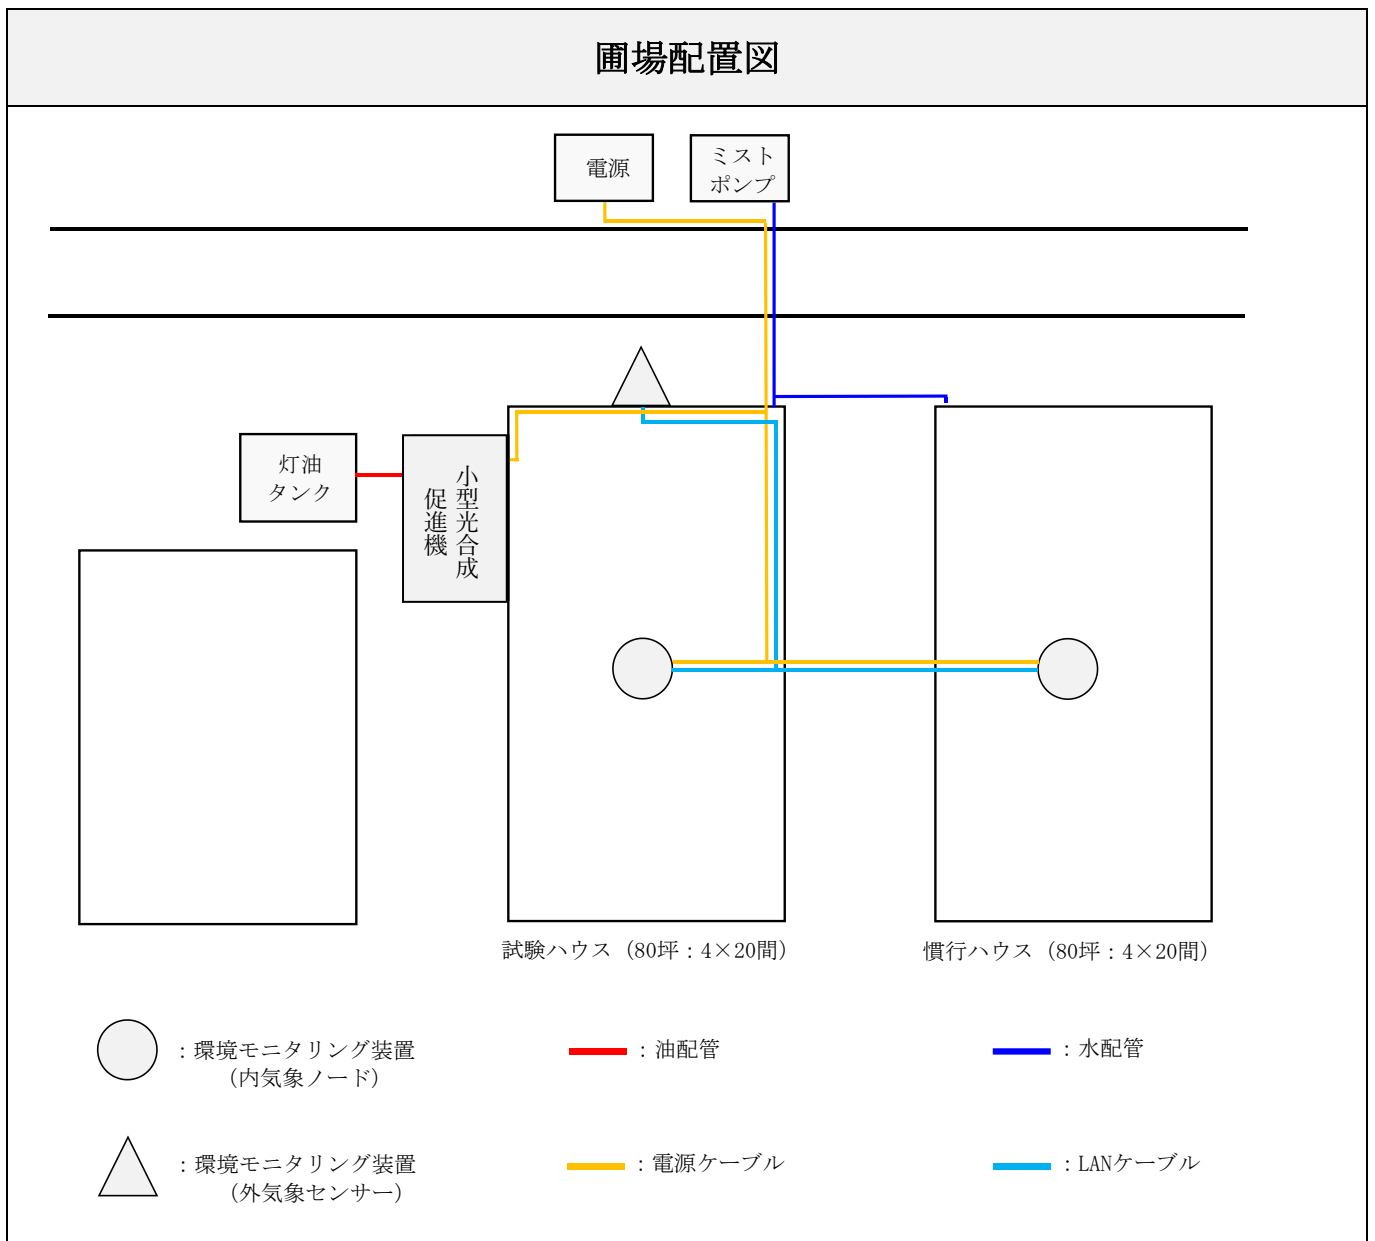 圃場配置図
電源
ミスト
ポンプ
灯油
タンク
小型光合成
促進機
試験ハウス（80坪：4×20間）
慣行ハウス（80坪：4×20間）
：環境モニタリング装置
（内気象ノード）
：油配管
：水配管
：環境モニタリング装置
（外気象センサー）
：電源ケーブル
：LANケーブル